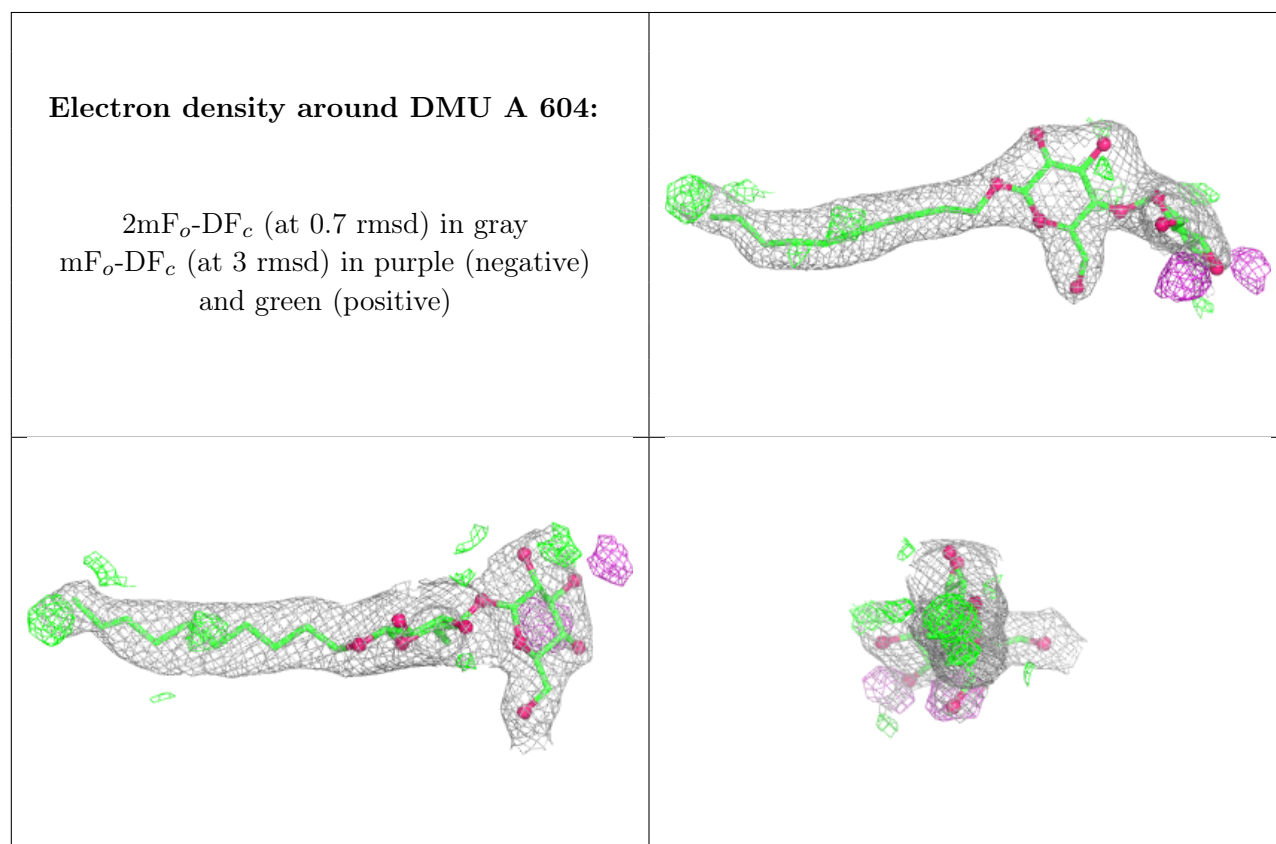 Electron density around DMU A 604:
2mFₒ-DF𝒸 (at 0.7 rmsd) in gray
mFₒ-DF𝒸 (at 3 rmsd) in purple (negative)
and green (positive)